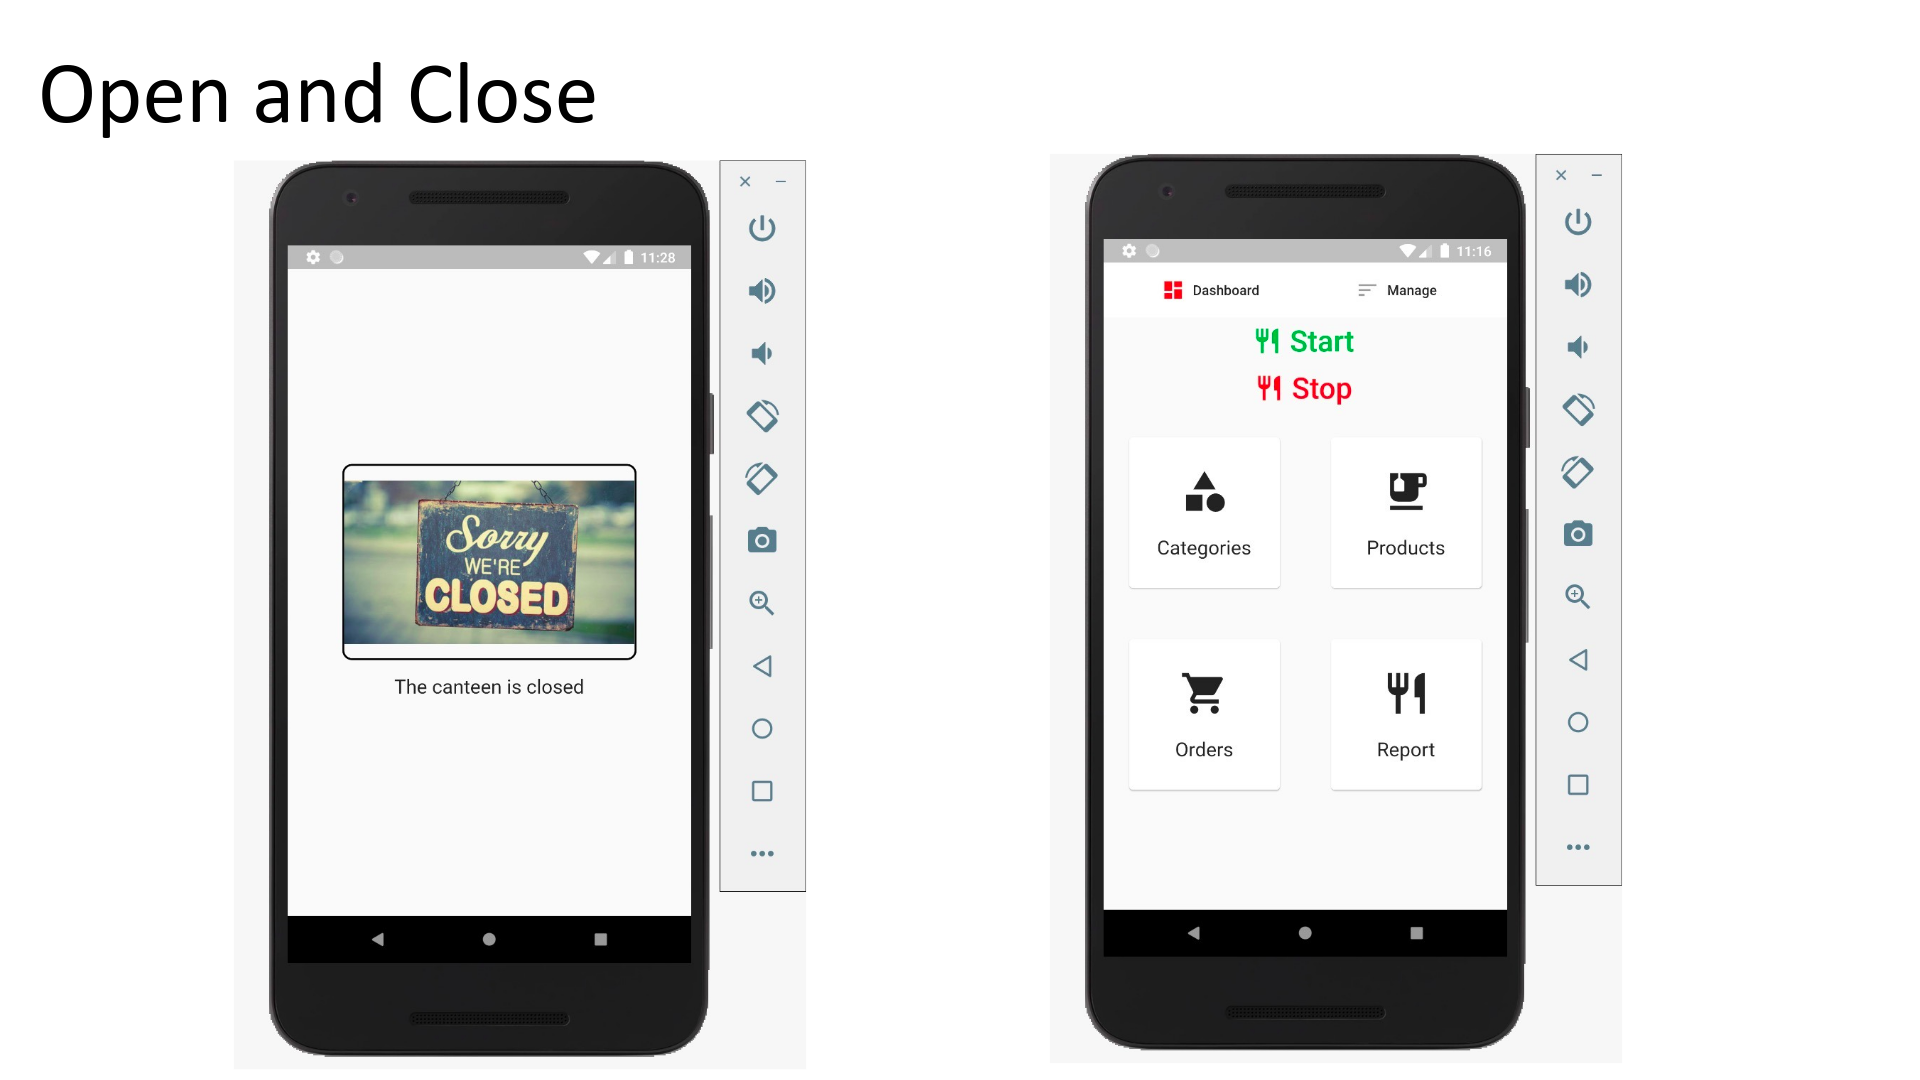 Open and Close
11:28
Sorry
WE'RE
CLOSED
The canteen is closed
11:16
Dashboard Manage
Start
Stop
Categories Products
Orders Report